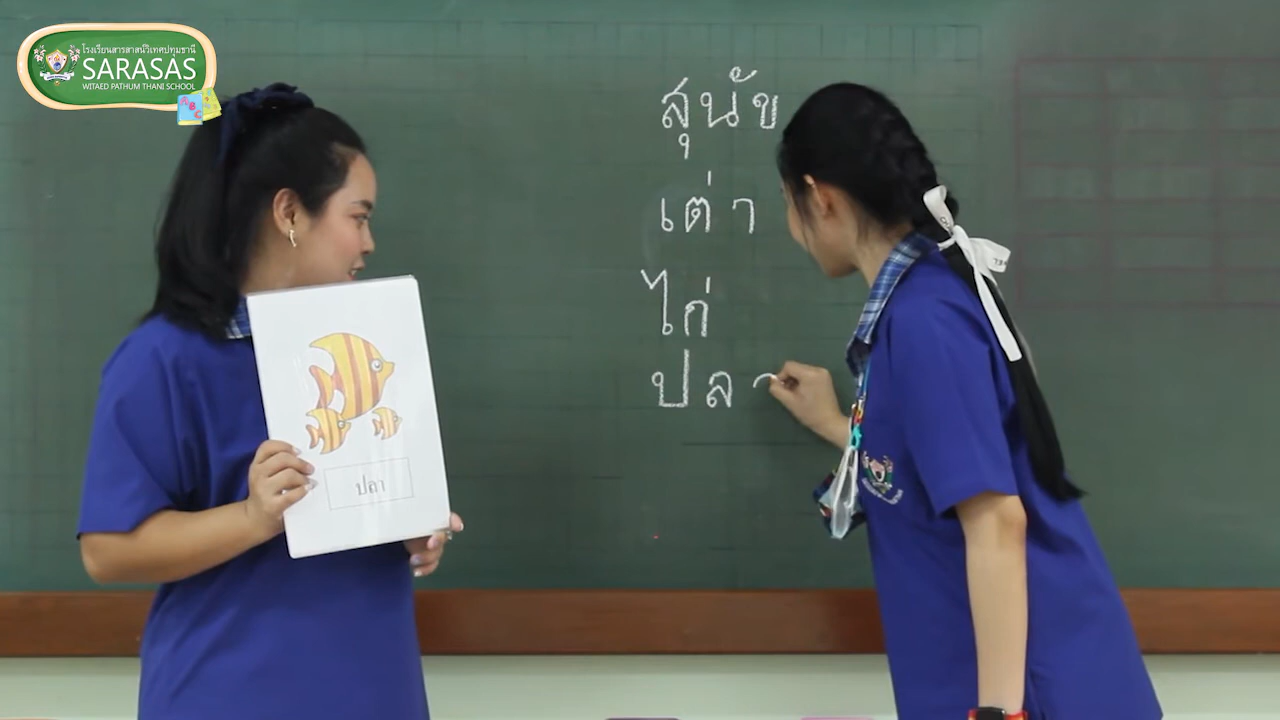 โรงเรียนสารสาสน์วิเทศปทุมธานี
SARASAS
WITAED PATHUM THANI SCHOOL
สุนัข
เต่า
ไก่
ปลา
ปลา